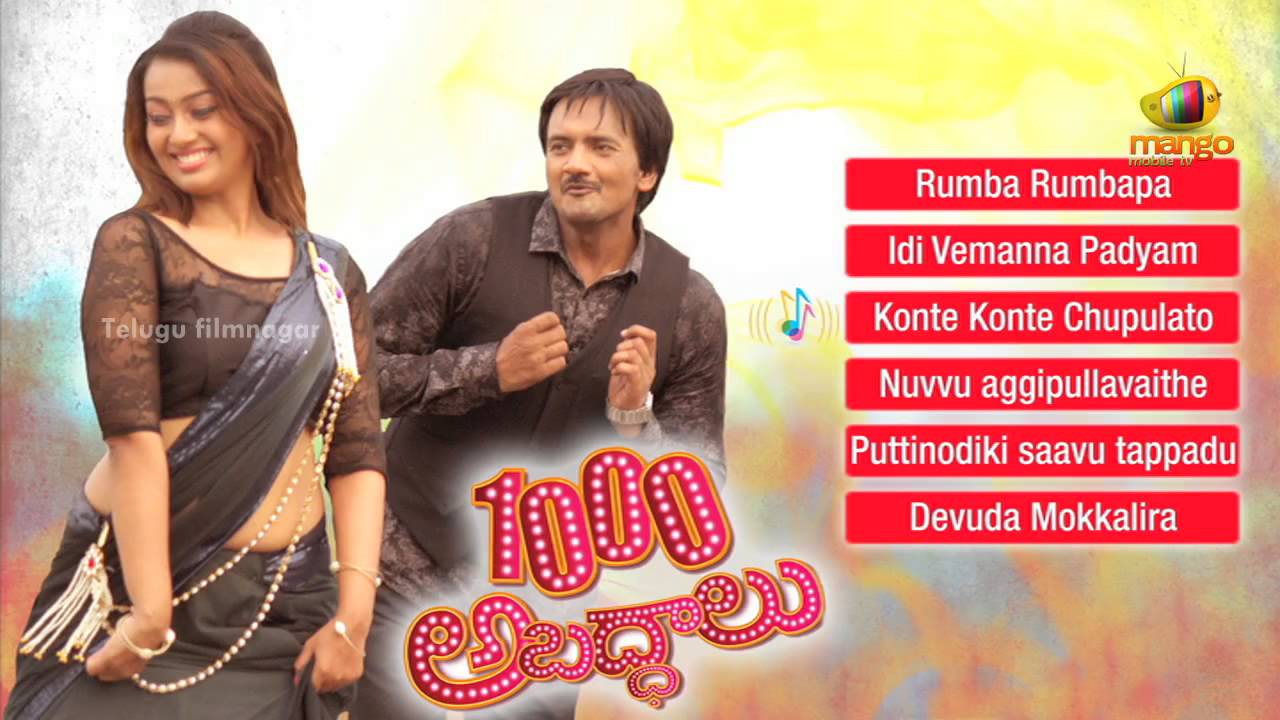 mango
mobile tv
Rumba Rumbapa
Idi Vemanna Padyam
Konte Konte Chupulato
Nuvvu aggipullavaithe
Puttinodiki saavu tappadu
Devuda Mokkalira
Telugu filmnagar
1000
అబద్ధాలు